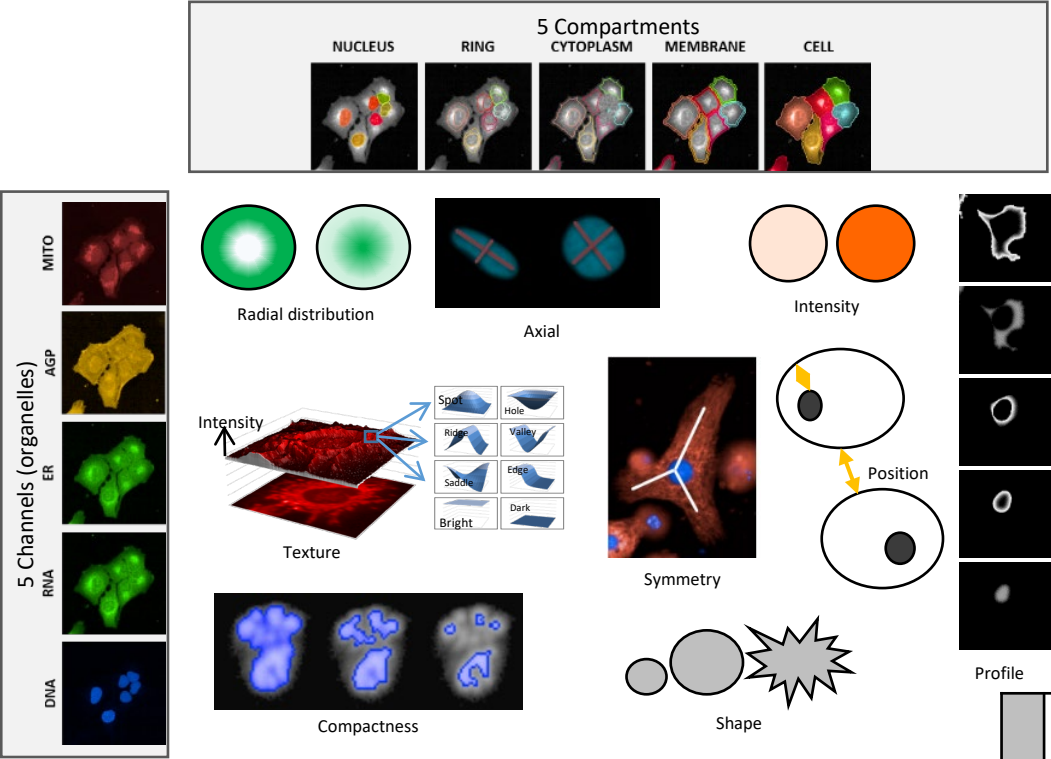 5 Compartments
NUCLEUS RING CYTOPLASM MEMBRANE CELL
5 Channels (organelles)
MITO
AGP
ER
RNA
DNA
Radial distribution
Axial
Intensity
Intensity
Spot
Hole
Ridge
Valley
Saddle
Edge
Bright
Dark
Texture
Symmetry
Position
Compactness
Shape
Profile